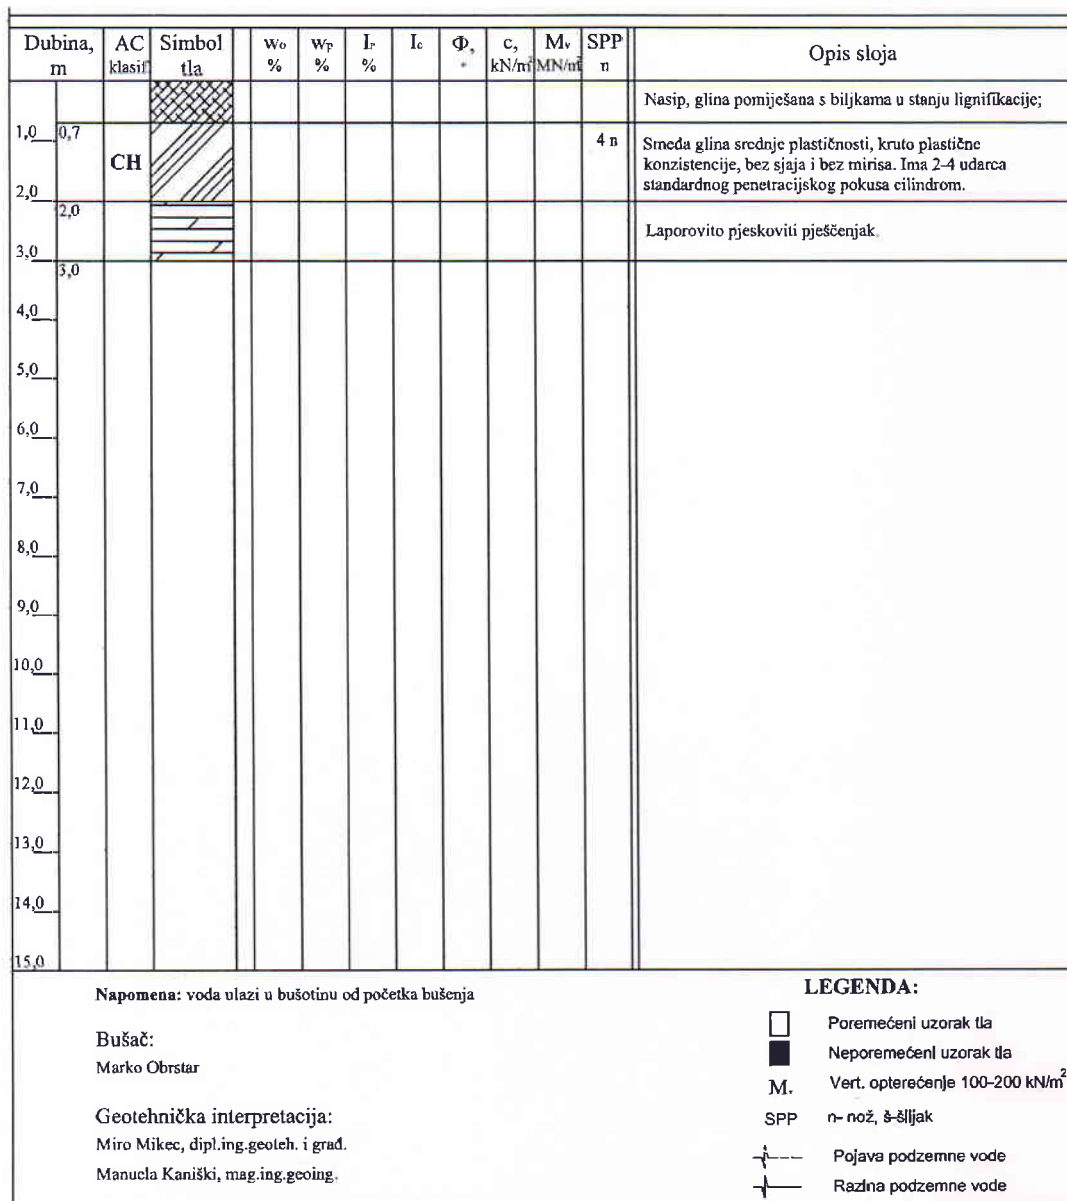 Dubina, m AC klasif Simbol tla w₀ % wₚ % Iₚ % I꜀ Φ, ° c, kN/m² Mᵥ MN/m² SPP n Opis sloja
Nasip, glina pomiješana s biljkama u stanju lignifikacije;
1,0 0,7
CH
4 n
Smeđa glina srednje plastičnosti, kruto plastične
konzistencije, bez sjaja i bez mirisa. Ima 2-4 udarca
standardnog penetracijskog pokusa cilindrom.
2,0
2,0
Laporovito pjeskoviti pješčenjak.
3,0
3,0
4,0
5,0
6,0
7,0
8,0
9,0
10,0
11,0
12,0
13,0
14,0
15,0
Napomena: voda ulazi u bušotinu od početka bušenja
Bušač:
Marko Obrstar
Geotehnička interpretacija:
Miro Mikec, dipl.ing.geoteh. i građ.
Manuela Kaniški, mag.ing.geoing.
LEGENDA:
Poremećeni uzorak tla
Neporemećeni uzorak tla
Mᵥ Vert. opterećenje 100-200 kN/m²
SPP n- nož, š-šiljak
Pojava podzemne vode
Razina podzemne vode